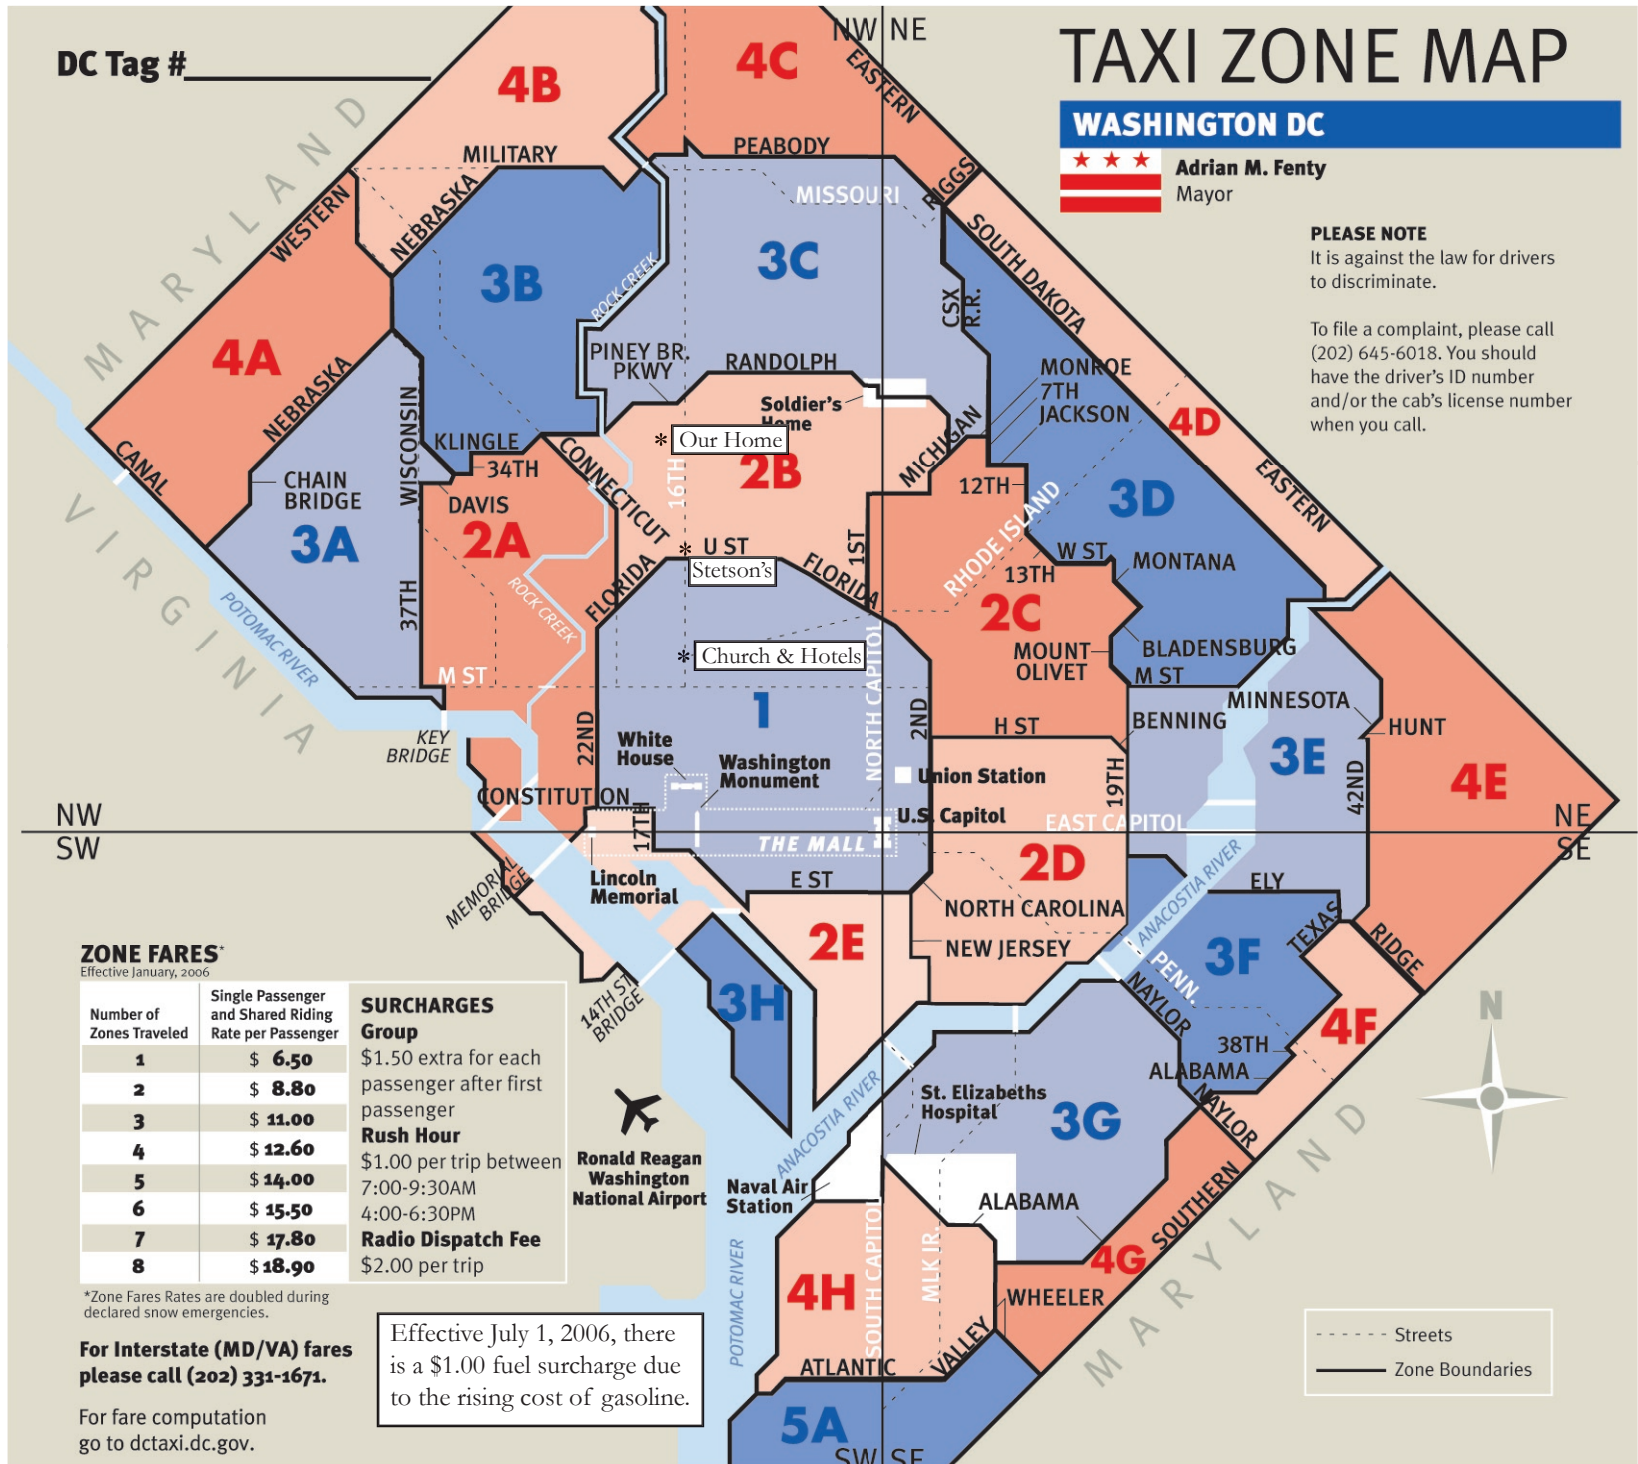 DC Tag #
TAXI ZONE MAP
WASHINGTON DC
Adrian M. Fenty
Mayor
PLEASE NOTE
It is against the law for drivers
to discriminate.
To file a complaint, please call
(202) 645-6018. You should
have the driver's ID number
and/or the cab's license number
when you call.
NW NE
4B
4C
EASTERN
MARYLAND
MILITARY
PEABODY
MISSOURI
RIGGS
WESTERN
NEBRASKA
3B
3C
ROCK CREEK
SOUTH DAKOTA
CSX
R.R.
4A
NEBRASKA
WISCONSIN
PINEY BR.
PKWY
RANDOLPH
Soldier's
Home
MONROE
7TH
JACKSON
4D
EASTERN
* Our Home
2B
16TH
MICHIGAN
KLINGLE
34TH
CONNECTICUT
CANAL
CHAIN
BRIDGE
3A
DAVIS
2A
12TH
3D
RHODE ISLAND
VIRGINIA
37TH
ROCK CREEK
FLORIDA
* U ST
Stetson's
FLORIDA
1ST
W ST
13TH
MONTANA
2C
POTOMAC RIVER
* Church & Hotels
MOUNT
OLIVET
BLADENSBURG
M ST
M ST
1
22ND
NORTH CAPITOL
2ND
H ST
BENNING
MINNESOTA
HUNT
3E
42ND
4E
KEY
BRIDGE
White
House
Washington
Monument
Union Station
19TH
CONSTITUTION
17TH
U.S. Capitol
EAST CAPITOL
NW
SW
NE
SE
THE MALL
2D
MEMORIAL
BRIDGE
Lincoln
Memorial
E ST
NORTH CAROLINA
NEW JERSEY
ANACOSTIA RIVER
ELY
TEXAS
RIDGE
2E
3F
PENN.
NAYLOR
3H
14TH ST
BRIDGE
4F
38TH
ALABAMA
NAYLOR
N
ZONE FARES*
Effective January, 2006
Number of
Zones Traveled
Single Passenger
and Shared Riding
Rate per Passenger
1 $ 6.50
2 $ 8.80
3 $ 11.00
4 $ 12.60
5 $ 14.00
6 $ 15.50
7 $ 17.80
8 $ 18.90
SURCHARGES
Group
$1.50 extra for each
passenger after first
passenger
Rush Hour
$1.00 per trip between
7:00-9:30AM
4:00-6:30PM
Radio Dispatch Fee
$2.00 per trip
*Zone Fares Rates are doubled during
declared snow emergencies.
For Interstate (MD/VA) fares
please call (202) 331-1671.
For fare computation
go to dctaxi.dc.gov.
Effective July 1, 2006, there
is a $1.00 fuel surcharge due
to the rising cost of gasoline.
Ronald Reagan
Washington
National Airport
ANACOSTIA RIVER
St. Elizabeths
Hospital
3G
Naval Air
Station
ALABAMA
SOUTHERN
MARYLAND
POTOMAC RIVER
4H
SOUTH CAPITOL
MLK JR.
4G
WHEELER
ATLANTIC
VALLEY
5A
SW SE
Streets
Zone Boundaries